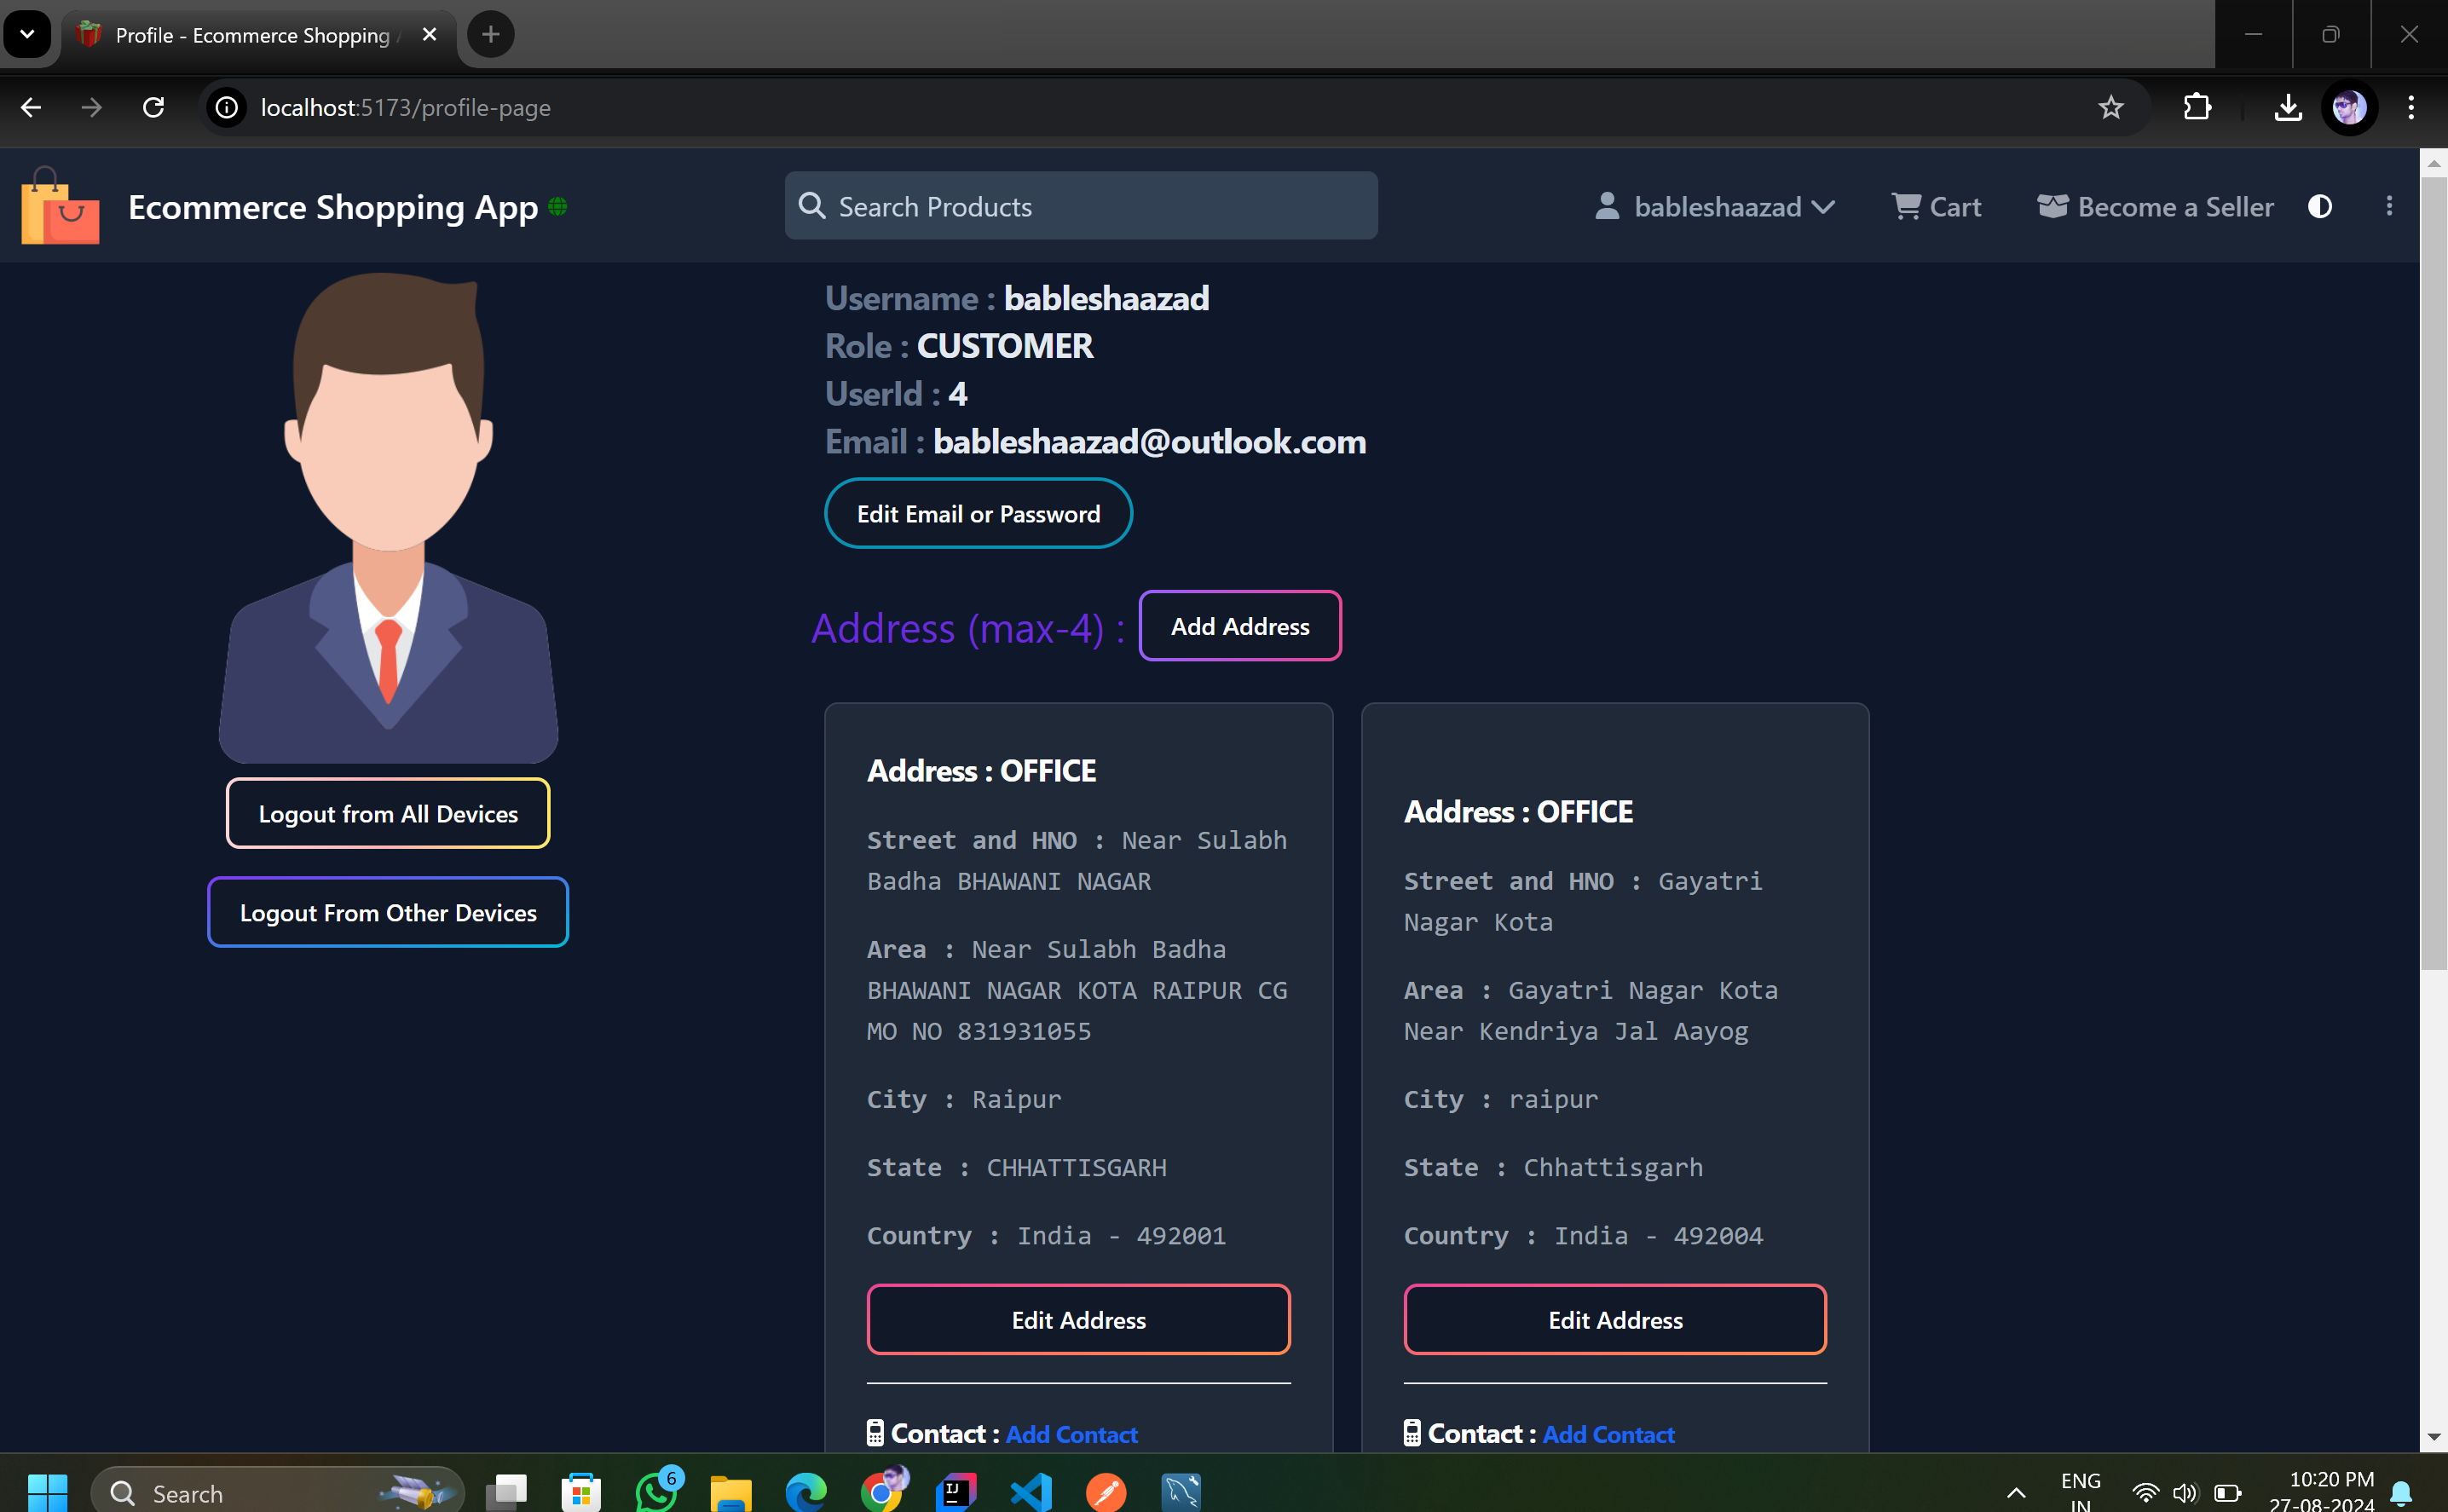 Profile - Ecommerce Shopping
localhost:5173/profile-page
Ecommerce Shopping App
Search Products
bableshaazad
Cart
Become a Seller
Username : bableshaazad
Role : CUSTOMER
UserId : 4
Email : bableshaazad@outlook.com
Edit Email or Password
Address (max-4) :
Add Address
Logout from All Devices
Logout From Other Devices
Address : OFFICE
Street and HNO : Near Sulabh
Badha BHAWANI NAGAR
Area : Near Sulabh Badha
BHAWANI NAGAR KOTA RAIPUR CG
MO NO 831931055
City : Raipur
State : CHHATTISGARH
Country : India - 492001
Edit Address
Contact : Add Contact
Address : OFFICE
Street and HNO : Gayatri
Nagar Kota
Area : Gayatri Nagar Kota
Near Kendriya Jal Aayog
City : raipur
State : Chhattisgarh
Country : India - 492004
Edit Address
Contact : Add Contact
Search
6
IJ
ENG
IN
10:20 PM
27-08-2024